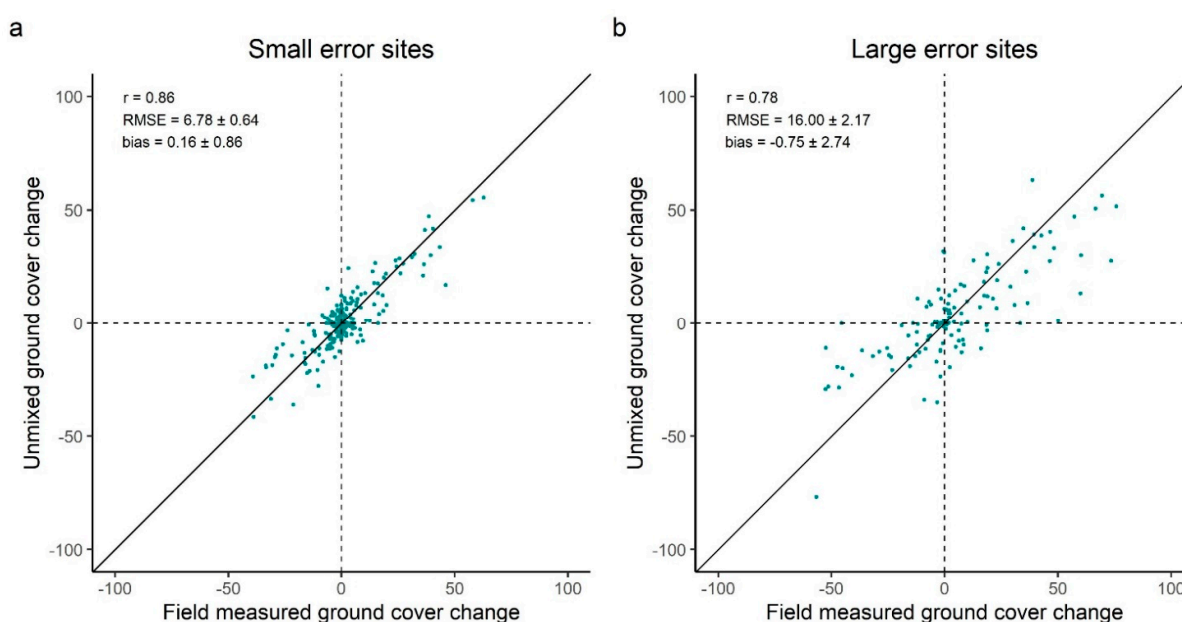 a
Small error sites
r = 0.86
RMSE = 6.78 ± 0.64
bias = 0.16 ± 0.86
100
50
0
-50
-100
-100
-50
0
50
100
Unmixed ground cover change
Field measured ground cover change
b
Large error sites
r = 0.78
RMSE = 16.00 ± 2.17
bias = -0.75 ± 2.74
100
50
0
-50
-100
-100
-50
0
50
100
Unmixed ground cover change
Field measured ground cover change